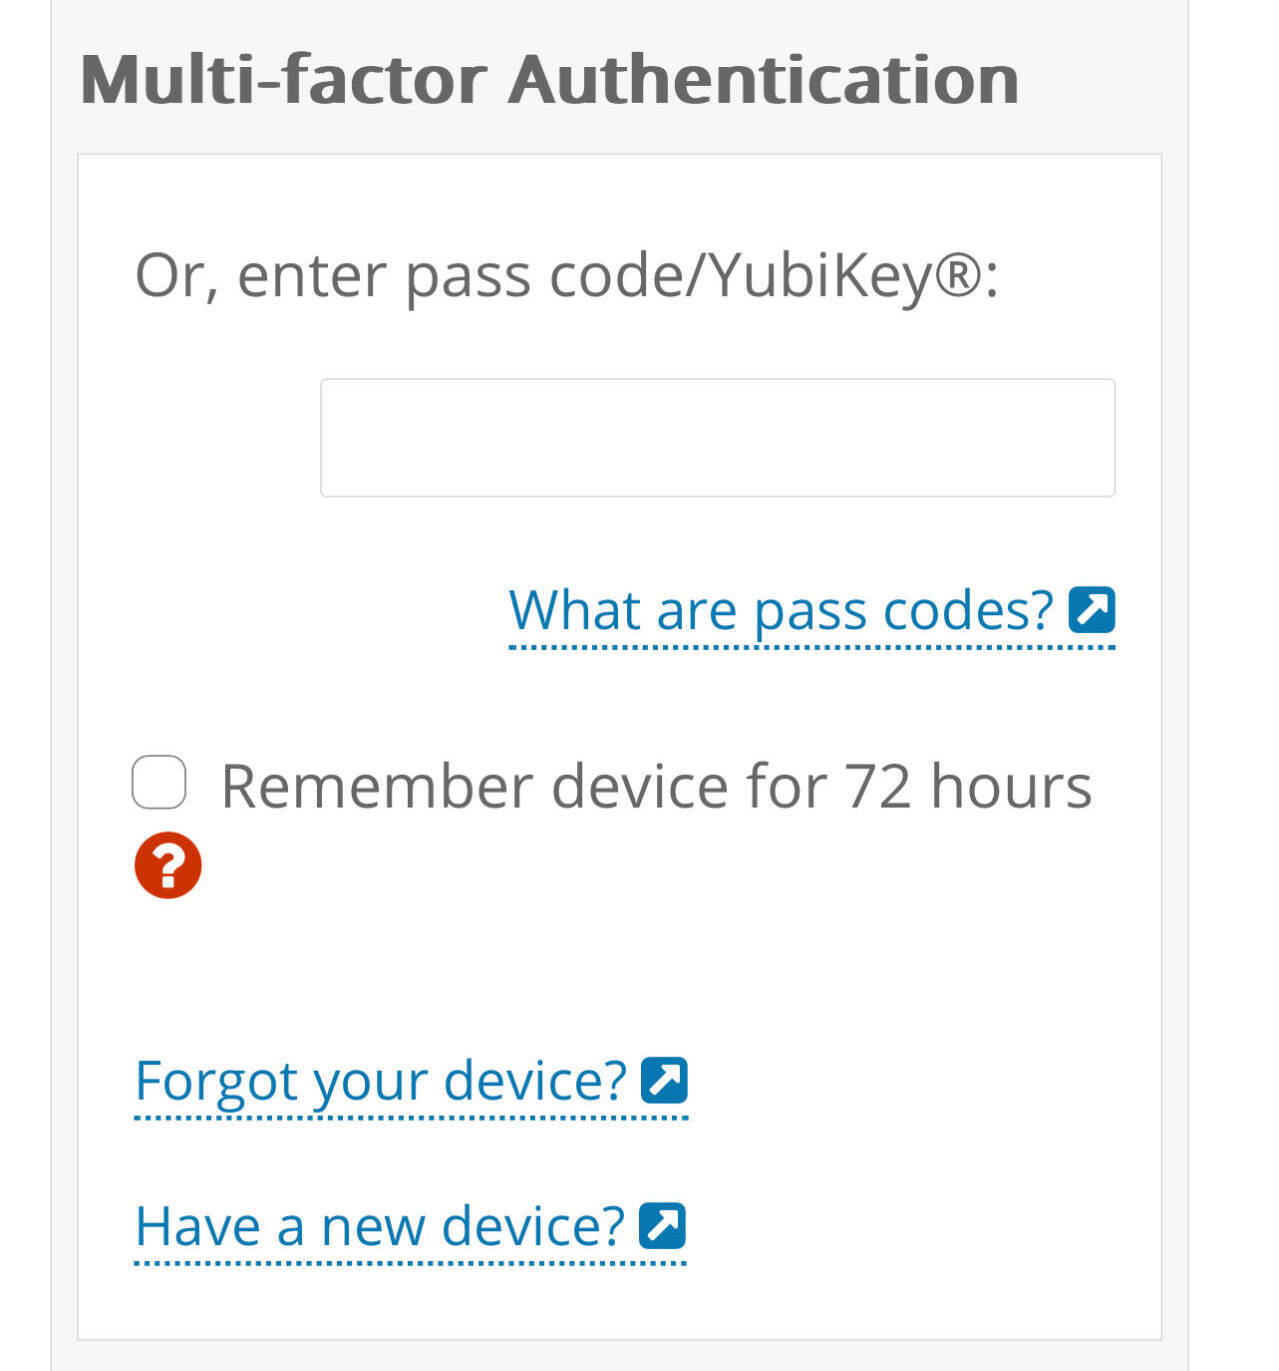 Multi-factor Authentication
Or, enter pass code/YubiKey®:
What are pass codes?
Remember device for 72 hours
?
Forgot your device?
Have a new device?